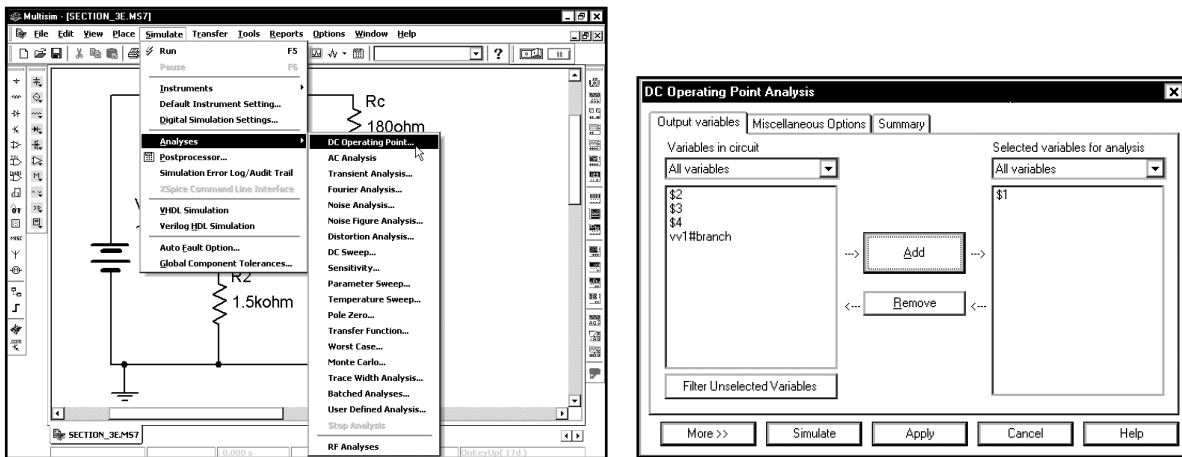 Multisim - [SECTION_3E.MS7]
File Edit View Place Simulate Transfer Tools Reports Options Window Help
Run F5
Pause F6
Instruments
Default Instrument Setting...
Digital Simulation Settings...
Analyses
Postprocessor...
Simulation Error Log/Audit Trail
XSpice Command Line Interface
VHDL Simulation
Verilog HDL Simulation
Auto Fault Option...
Global Component Tolerances...
DC Operating Point...
AC Analysis
Transient Analysis...
Fourier Analysis...
Noise Analysis...
Noise Figure Analysis...
Distortion Analysis...
DC Sweep...
Sensitivity...
Parameter Sweep...
Temperature Sweep...
Pole Zero...
Transfer Function...
Worst Case...
Monte Carlo...
Trace Width Analysis...
Batched Analyses...
User Defined Analysis...
Stop Analysis
RF Analyses
Rc
180ohm
R2
1.5kohm
MISC
SECTION_3E.MS7
0.000 s
OnKeyUp( 17d )
DC Operating Point Analysis
Output variables Miscellaneous Options Summary
Variables in circuit
All variables
$2
$3
$4
vv1#branch
Filter Unselected Variables
Add
Remove
Selected variables for analysis
All variables
$1
More >> Simulate Apply Cancel Help